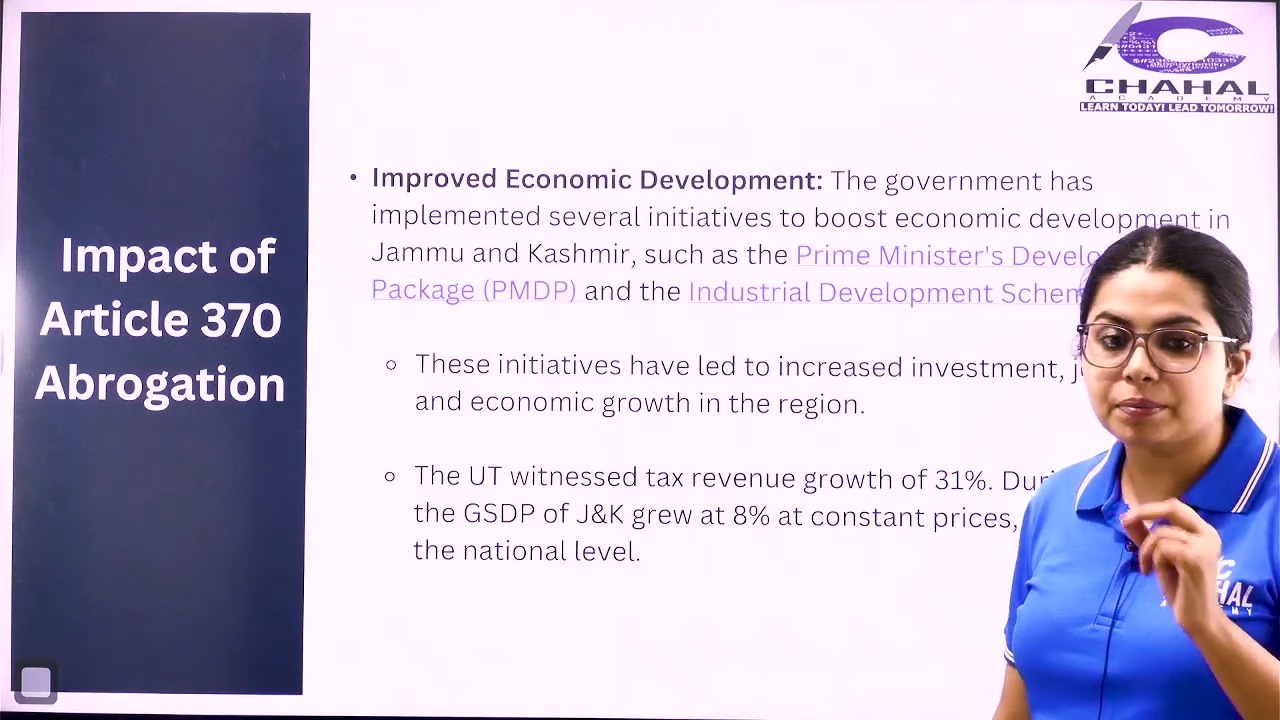 CHAHAL
ACADEMY
LEARN TODAY! LEAD TOMORROW!
Impact of
Article 370
Abrogation
• Improved Economic Development: The government has
implemented several initiatives to boost economic development in
Jammu and Kashmir, such as the Prime Minister's
Package (PMDP) and the Industrial Development
These initiatives have led to increased investment,
and economic growth in the region.
The UT witnessed tax revenue growth of 31%.
the GSDP of J&K grew at 8% at constant prices,
the national level.